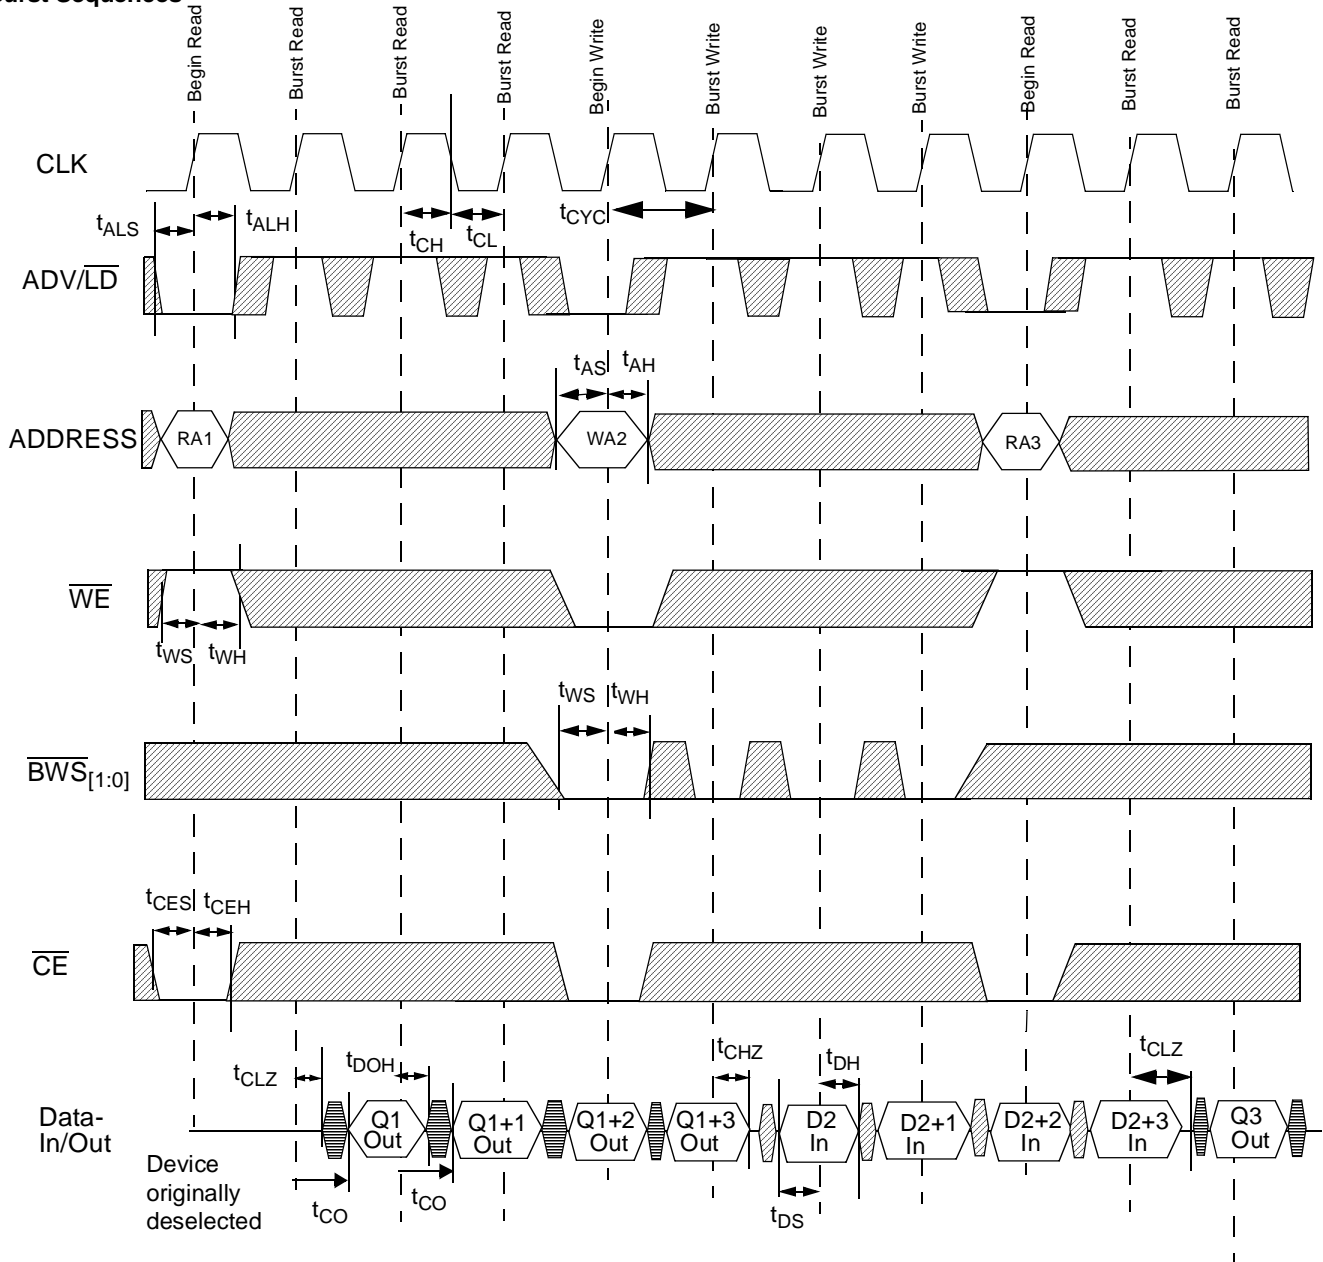 Burst Sequences
Begin Read
Burst Read
Burst Read
Burst Read
Begin Write
Burst Write
Burst Write
Burst Write
Begin Read
Burst Read
Burst Read
CLK
tALS
tALH
tCH
tCL
tCYC
ADV/LD
tAS
tAH
ADDRESS
RA1
WA2
RA3
WE
tWS
tWH
tWS
tWH
BWS[1:0]
tCES
tCEH
CE
tCLZ
tDOH
tCHZ
tDH
tCLZ
Data-
In/Out
Q1
Out
Q1+1
Out
Q1+2
Out
Q1+3
Out
D2
In
D2+1
In
D2+2
In
D2+3
In
Q3
Out
Device
originally
deselected
tCO
tCO
tDS